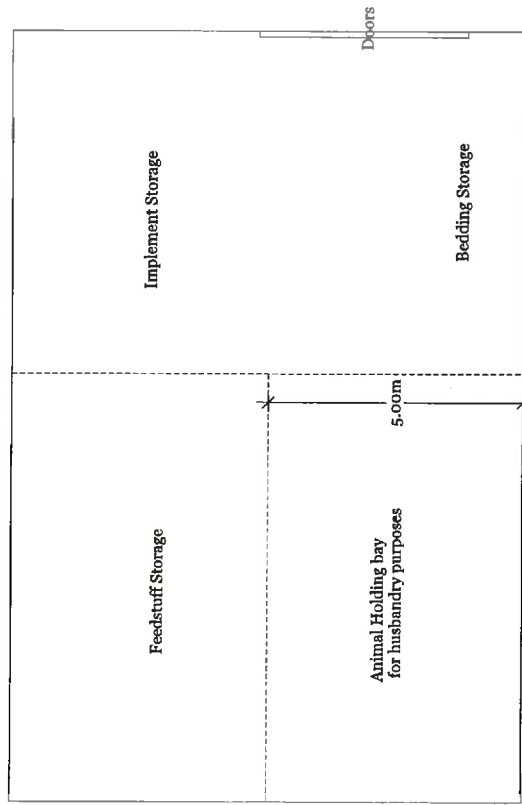 Implement Storage
Doors
Bedding Storage
Feedstuff Storage
5.00m
Animal Holding bay
for husbandry purposes